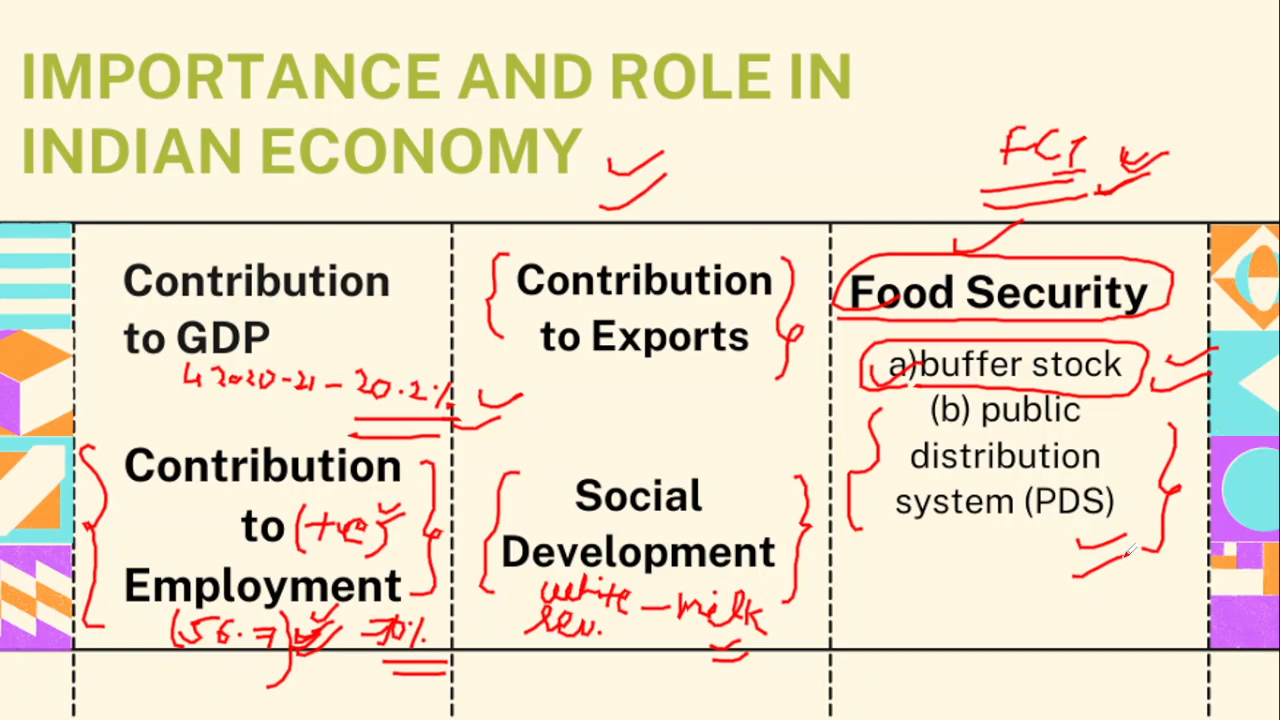 IMPORTANCE AND ROLE IN
INDIAN ECONOMY
FCI
Contribution
to GDP
2020-21 - 20.2%
Contribution
to (+ve)
Employment
(56.7) 70%
Contribution
to Exports
Social
Development
white - milk
Rev.
Food Security
a)buffer stock
(b) public
distribution
system (PDS)